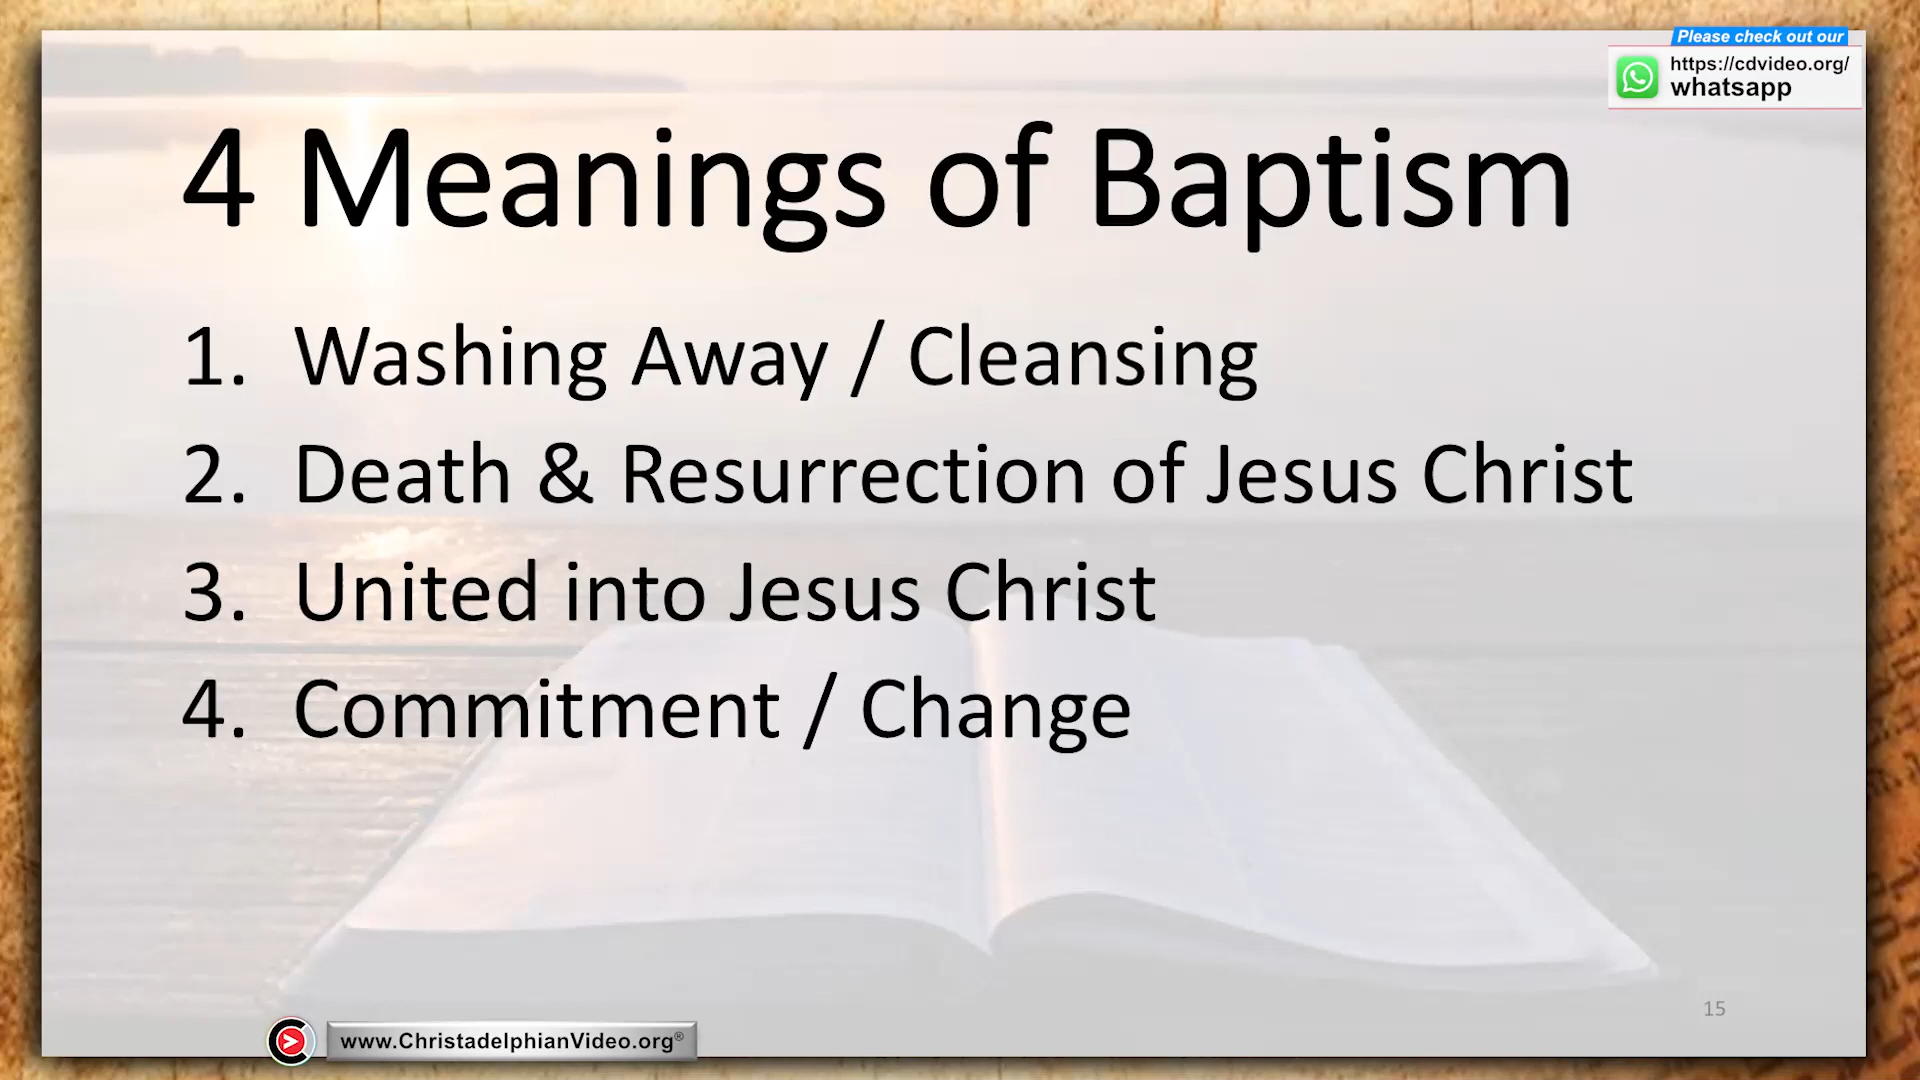 Please check out our
https://cdvideo.org/
whatsapp
4 Meanings of Baptism
1. Washing Away / Cleansing
2. Death & Resurrection of Jesus Christ
3. United into Jesus Christ
4. Commitment / Change
15
www.ChristadelphianVideo.org®